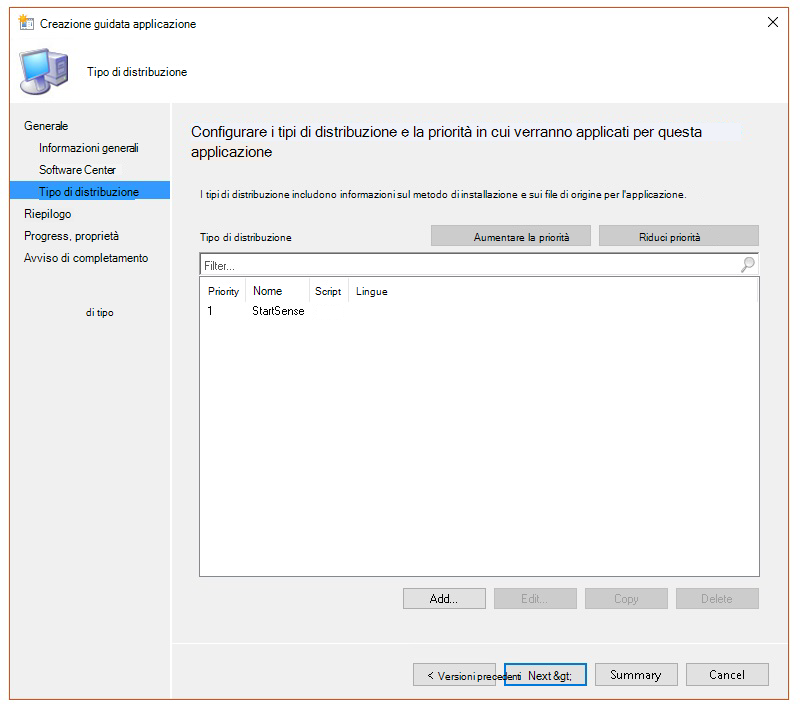 Creazione guidata applicazione
Tipo di distribuzione
Generale
Informazioni generali
Software Center
Tipo di distribuzione
Riepilogo
Progress, proprietà
Avviso di completamento
di tipo
Configurare i tipi di distribuzione e la priorità in cui verranno applicati per questa
applicazione
I tipi di distribuzione includono informazioni sul metodo di installazione e sui file di origine per l'applicazione.
Tipo di distribuzione
Aumentare la priorità
Riduci priorità
Filter...
Priority Nome Script Lingue
1 StartSense
Add... Edit... Copy Delete
< Versioni precedenti Next &gt; Summary Cancel